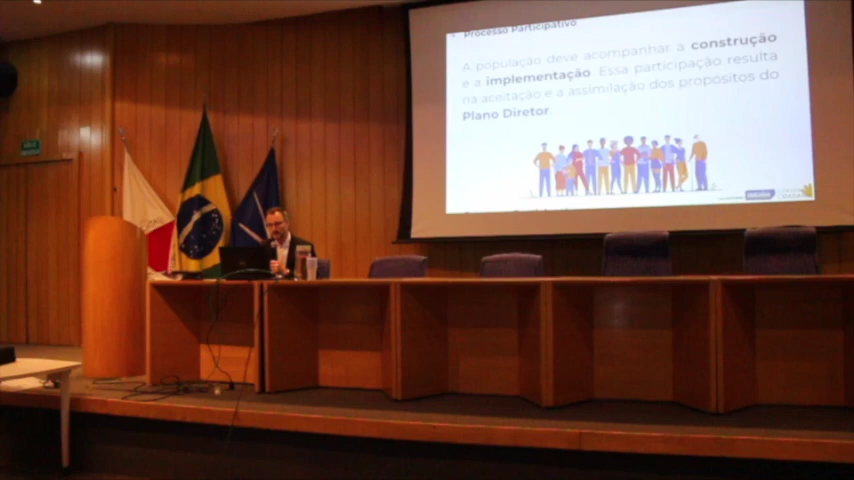 Processo Participativo
A população deve acompanhar a construção
e a implementação. Essa participação resulta
na aceitação e a assimilação dos propósitos do
Plano Diretor.